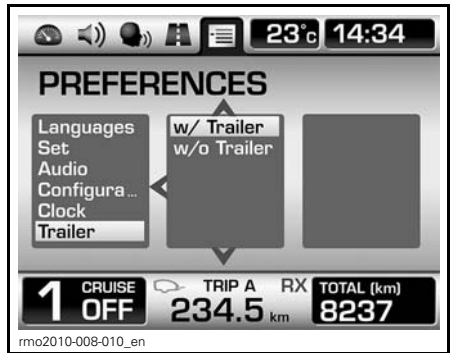 23°c 14:34
PREFERENCES
Languages
Set
Audio
Configura...
Clock
Trailer
w/ Trailer
w/o Trailer
1 CRUISE OFF
TRIP A RX
234.5 km
TOTAL (km)
8237
rmo2010-008-010_en